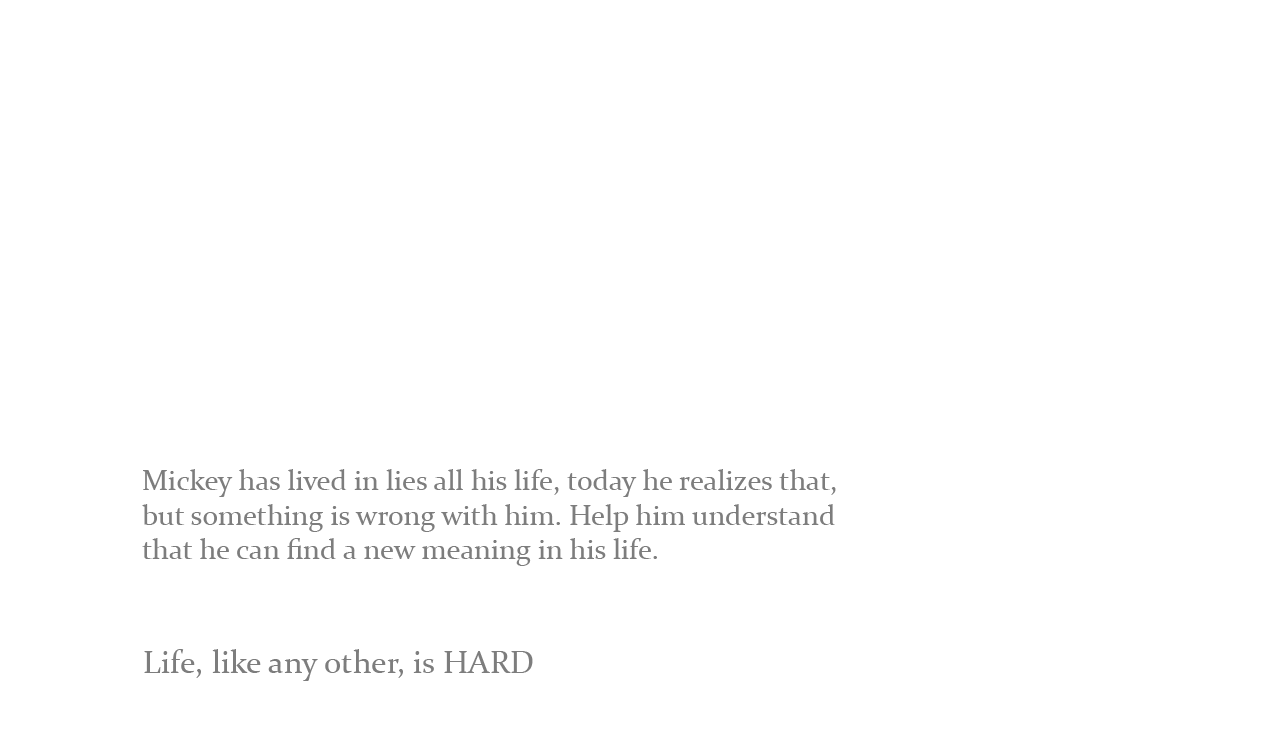 Mickey has lived in lies all his life, today he realizes that,
but something is wrong with him. Help him understand
that he can find a new meaning in his life.
Life, like any other, is HARD